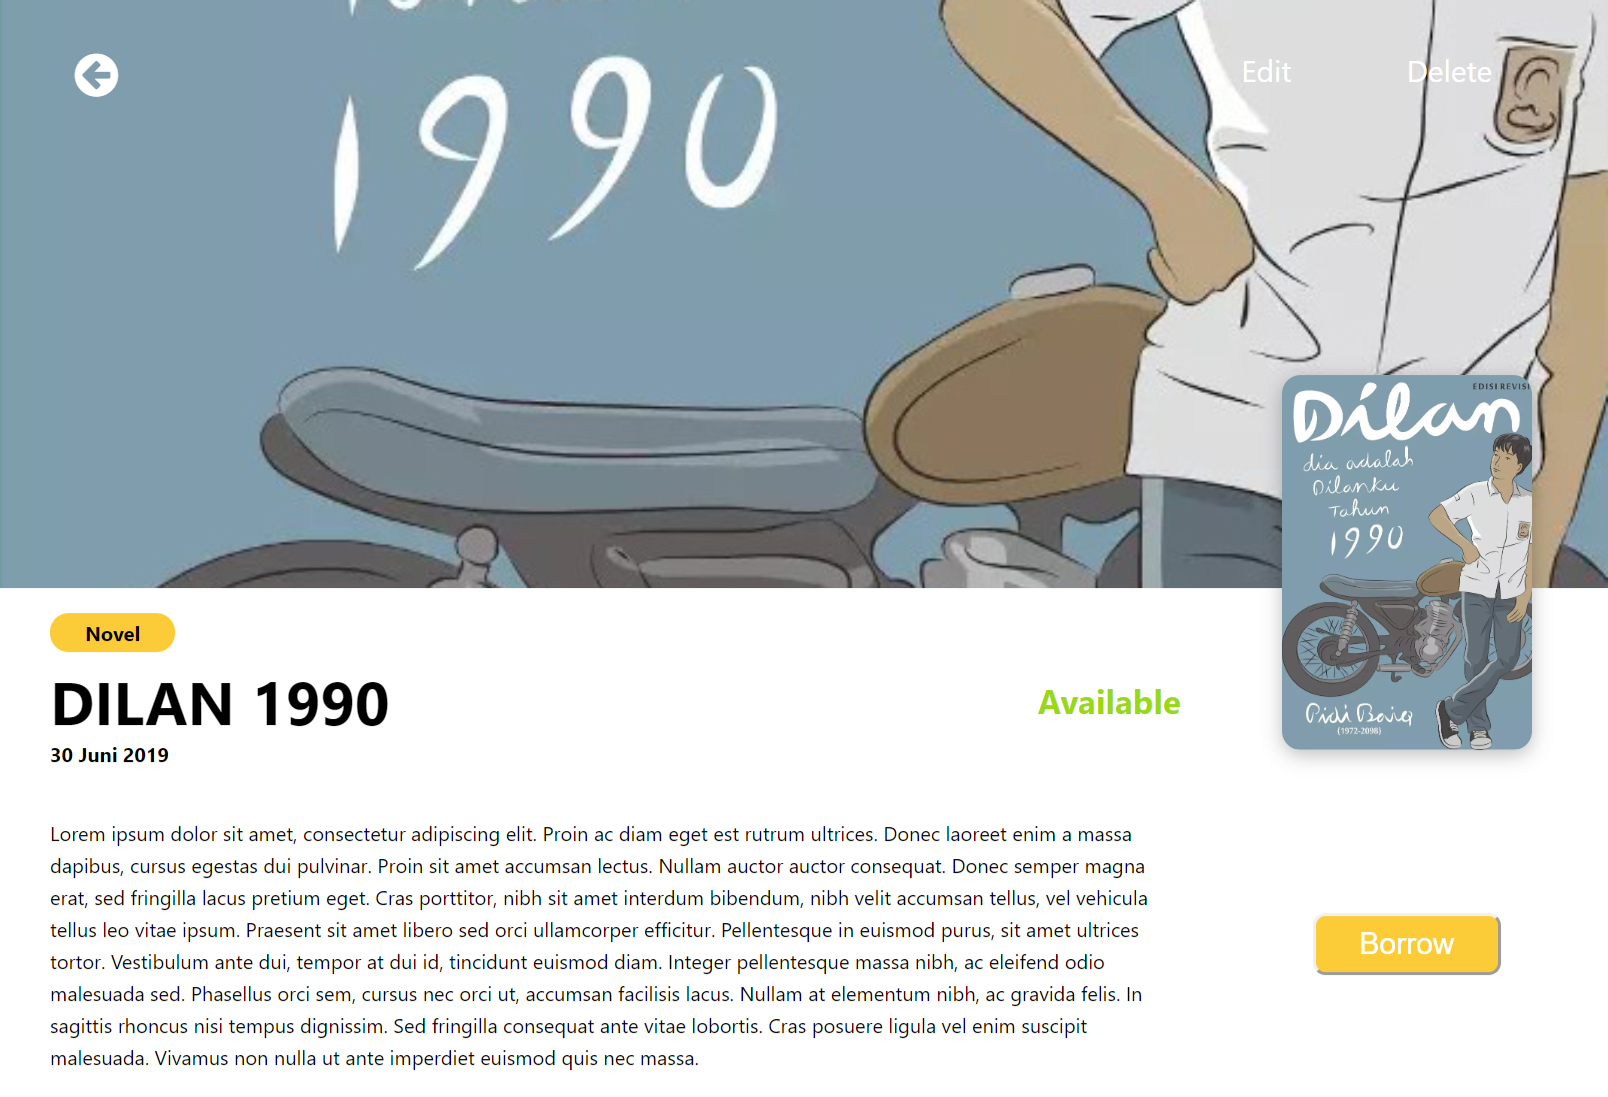 1990
Edit
Delete
EDISI REVISI
Dilan
dia adalah
Dilanku
Tahun
1990
Pidi Baiq
(1972-2098)
Novel
DILAN 1990
Available
30 Juni 2019
Lorem ipsum dolor sit amet, consectetur adipiscing elit. Proin ac diam eget est rutrum ultrices. Donec laoreet enim a massa
dapibus, cursus egestas dui pulvinar. Proin sit amet accumsan lectus. Nullam auctor auctor consequat. Donec semper magna
erat, sed fringilla lacus pretium eget. Cras porttitor, nibh sit amet interdum bibendum, nibh velit accumsan tellus, vel vehicula
tellus leo vitae ipsum. Praesent sit amet libero sed orci ullamcorper efficitur. Pellentesque in euismod purus, sit amet ultrices
tortor. Vestibulum ante dui, tempor at dui id, tincidunt euismod diam. Integer pellentesque massa nibh, ac eleifend odio
malesuada sed. Phasellus orci sem, cursus nec orci ut, accumsan facilisis lacus. Nullam at elementum nibh, ac gravida felis. In
sagittis rhoncus nisi tempus dignissim. Sed fringilla consequat ante vitae lobortis. Cras posuere ligula vel enim suscipit
malesuada. Vivamus non nulla ut ante imperdiet euismod quis nec massa.
Borrow